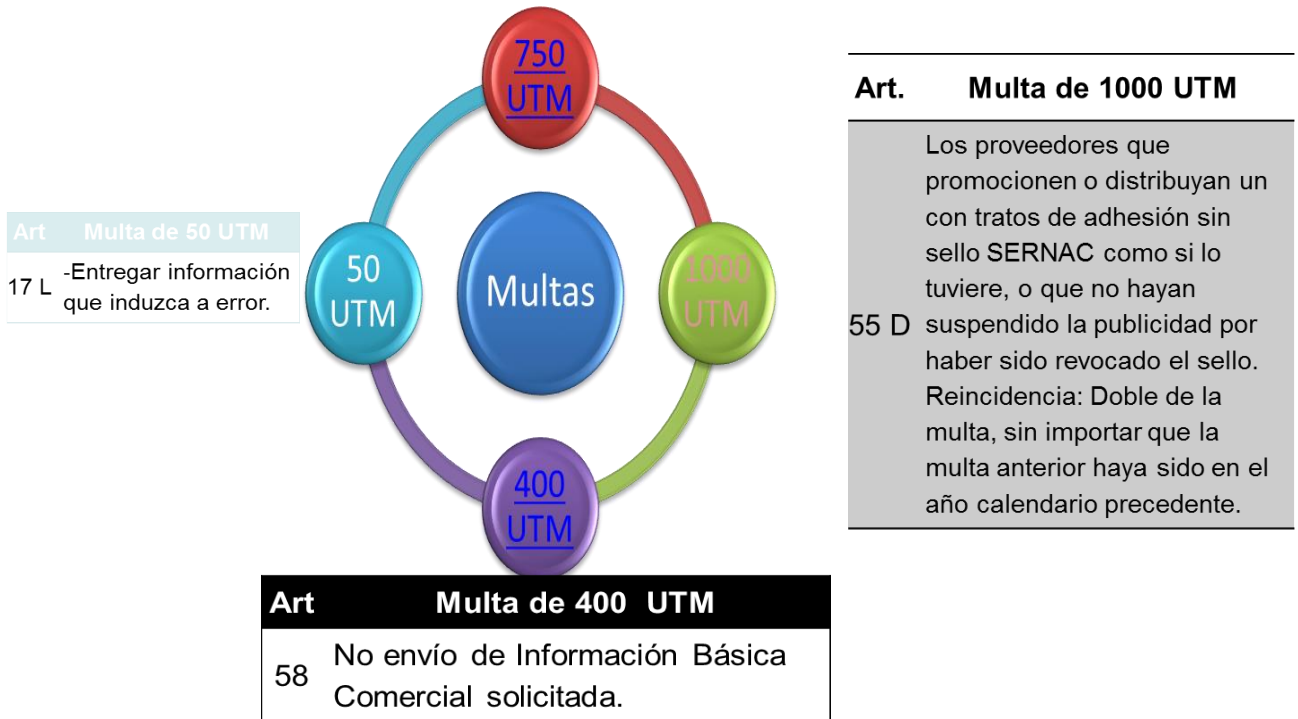 750
UTM
Art. Multa de 1000 UTM
Los proveedores que
promocionen o distribuyan un
con tratos de adhesión sin
sello SERNAC como si lo
tuviere, o que no hayan
55 D suspendido la publicidad por
haber sido revocado el sello.
Reincidencia: Doble de la
multa, sin importar que la
multa anterior haya sido en el
año calendario precedente.
Art Multa de 50 UTM
17 L -Entregar información
que induzca a error.
50
UTM
Multas
1000
UTM
400
UTM
Art Multa de 400 UTM
58 No envío de Información Básica
Comercial solicitada.